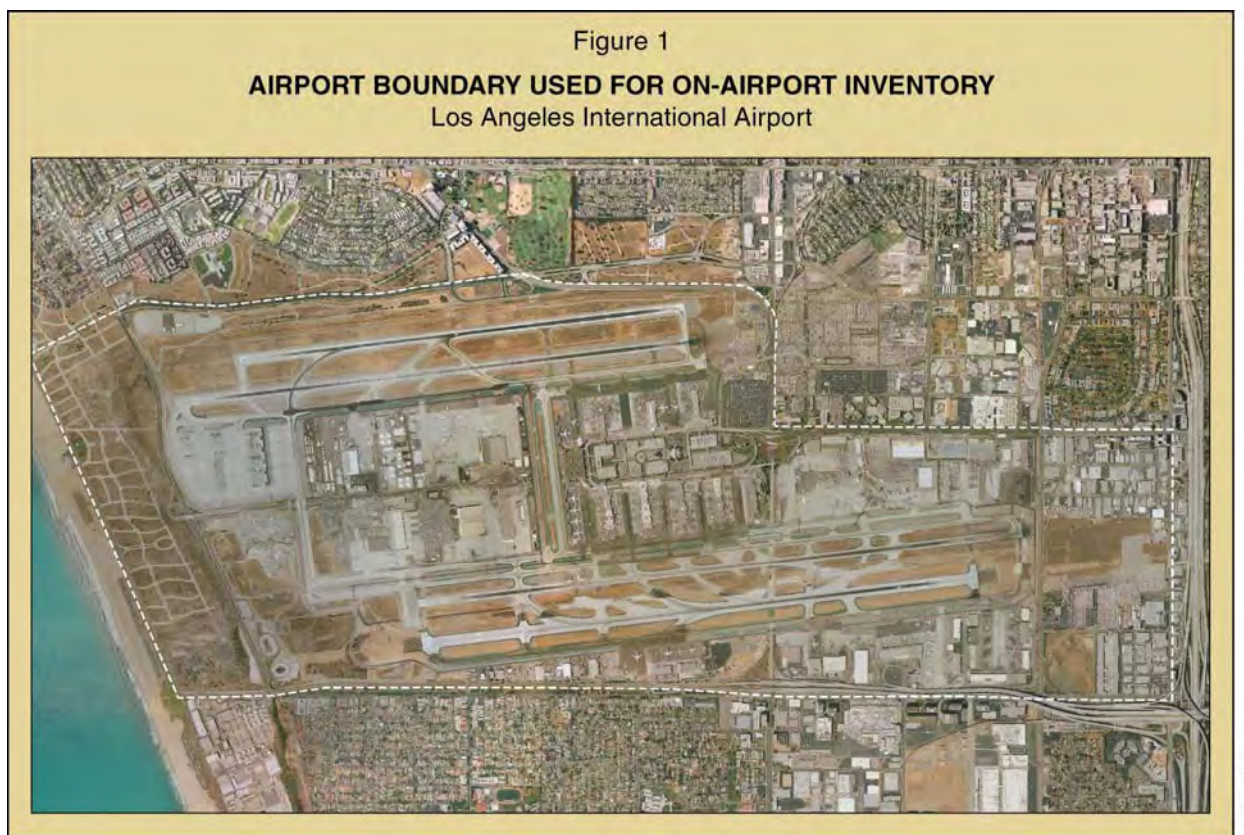 Figure 1
AIRPORT BOUNDARY USED FOR ON-AIRPORT INVENTORY
Los Angeles International Airport